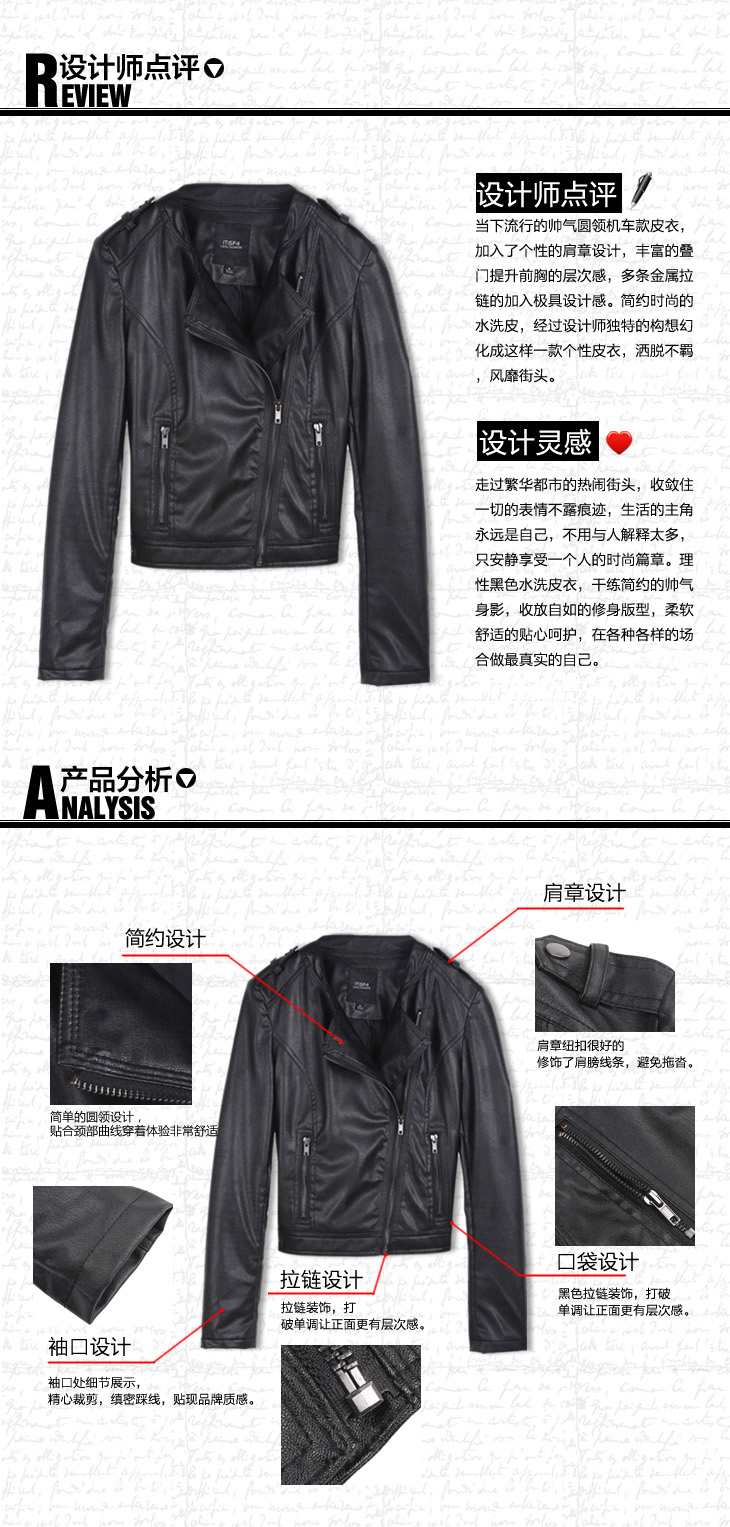 设计师点评
REVIEW
设计师点评
当下流行的帅气圆领机车款皮衣，
加入了个性的肩章设计，丰富的叠
门提升前胸的层次感，多条金属拉
链的加入极具设计感。简约时尚的
水洗皮，经过设计师独特的构想幻
化成这样一款个性皮衣，洒脱不羁
，风靡街头。
设计灵感
走过繁华都市的热闹街头，收敛住
一切的表情不露痕迹，生活的主角
永远是自己，不用与人解释太多，
只安静享受一个人的时尚篇章。理
性黑色水洗皮衣，干练简约的帅气
身影，收放自如的修身版型，柔软
舒适的贴心呵护，在各种各样的场
合做最真实的自己。
产品分析
ANALYSIS
肩章设计
简约设计
肩章纽扣很好的
修饰了肩膀线条，避免拖沓。
简单的圆领设计，
贴合颈部曲线穿着体验非常舒适
口袋设计
黑色拉链装饰，打破
单调让正面更有层次感。
拉链设计
拉链装饰，打
破单调让正面更有层次感。
袖口设计
袖口处细节展示，
精心裁剪，缜密踩线，贴现品牌质感。